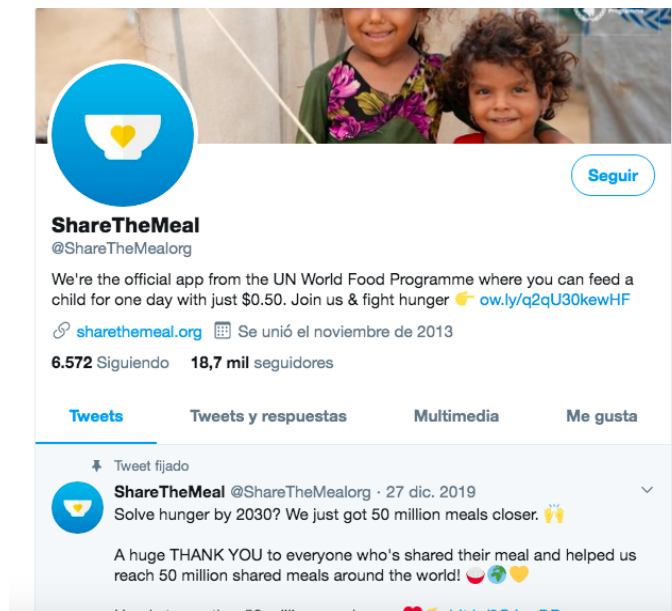 Seguir
ShareTheMeal
@ShareTheMealorg
We're the official app from the UN World Food Programme where you can feed a
child for one day with just $0.50. Join us & fight hunger 👉 ow.ly/q2qU30kewHF
sharethemeal.org Se unió el noviembre de 2013
6.572 Siguiendo 18,7 mil seguidores
Tweets Tweets y respuestas Multimedia Me gusta
Tweet fijado
ShareTheMeal @ShareTheMealorg · 27 dic. 2019
Solve hunger by 2030? We just got 50 million meals closer. 🙌
A huge THANK YOU to everyone who's shared their meal and helped us
reach 50 million shared meals around the world! 🍚🌍💛